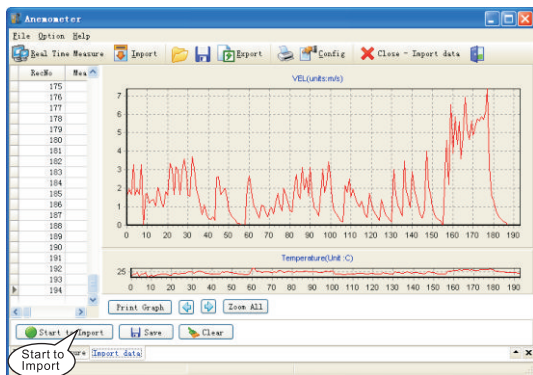 Anemometer
File Option Help
Real Time Measure Import Export Config Close - Import data
RecNo Mea
175
176
177
178
179
180
181
182
183
184
185
186
187
188
189
190
191
192
193
194
VEL(units:m/s)
7
6
5
4
3
2
1
0
0 10 20 30 40 50 60 70 80 90 100 110 120 130 140 150 160 170 180 190
Temperature(Unit :C)
25
0 10 20 30 40 50 60 70 80 90 100 110 120 130 140 150 160 170 180 190
Print Graph Zoom All
Start to Import Save Clear
Start to
Import
ure Import data